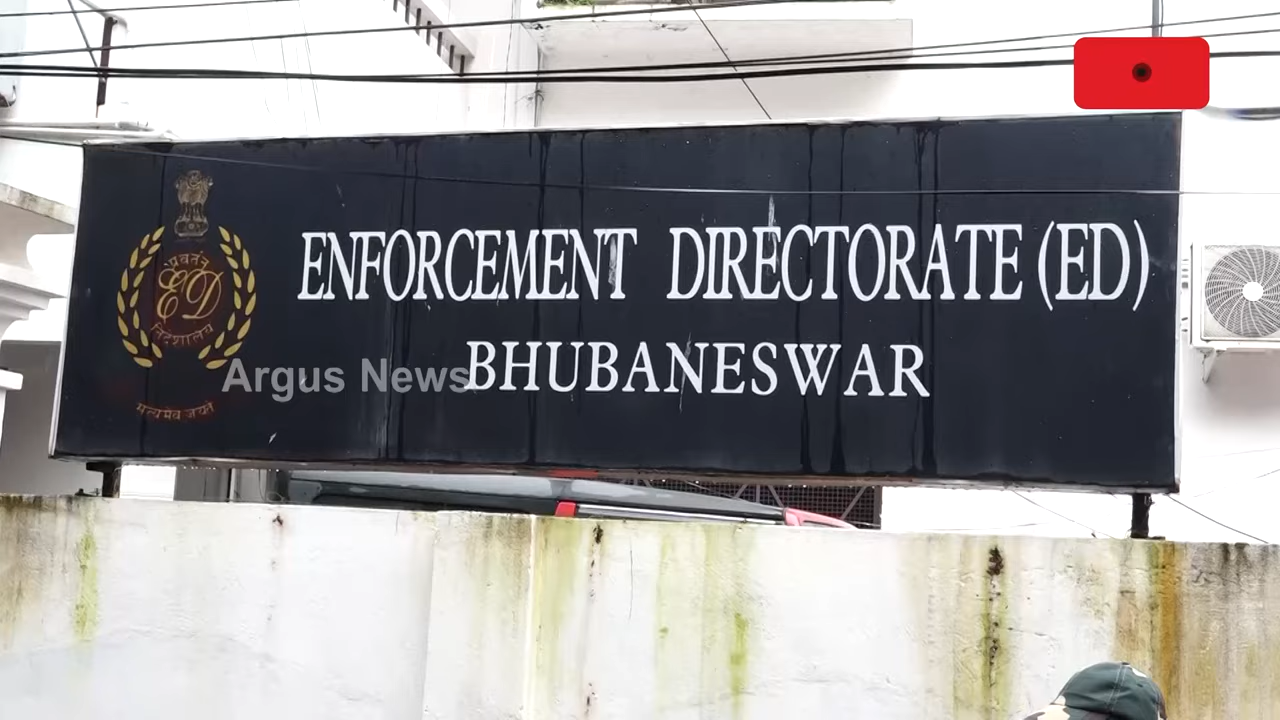 प्रवर्तन
ED
निदेशालय
सत्यमेव जयते
ENFORCEMENT DIRECTORATE (ED)
BHUBANESWAR
Argus News